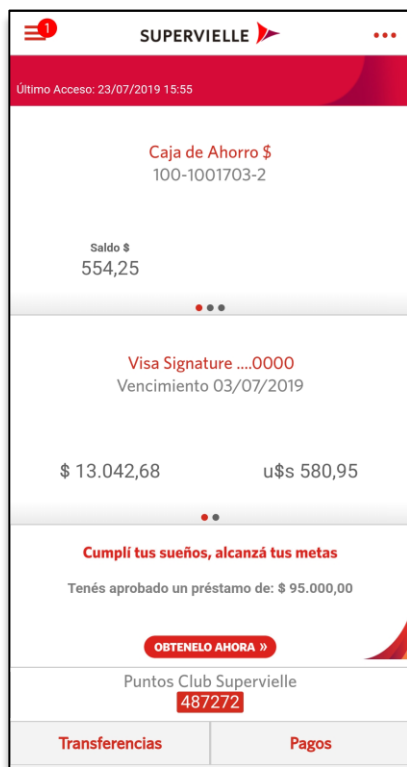 1
SUPERVIELLE
Último Acceso: 23/07/2019 15:55
Caja de Ahorro $
100-1001703-2
Saldo $
554,25
Visa Signature ....0000
Vencimiento 03/07/2019
$ 13.042,68 u$s 580,95
Cumplí tus sueños, alcanzá tus metas
Tenés aprobado un préstamo de: $ 95.000,00
OBTENELO AHORA »
Puntos Club Supervielle
487272
Transferencias Pagos